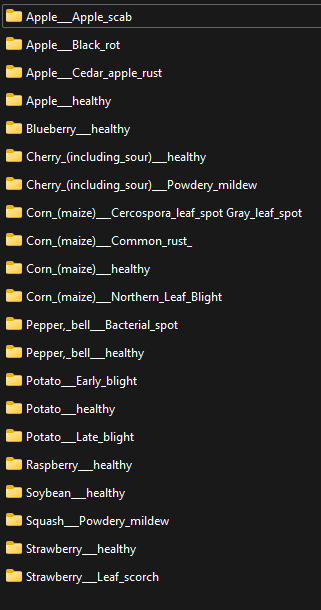 Apple___Apple_scab
Apple___Black_rot
Apple___Cedar_apple_rust
Apple___healthy
Blueberry___healthy
Cherry_(including_sour)___healthy
Cherry_(including_sour)___Powdery_mildew
Corn_(maize)___Cercospora_leaf_spot Gray_leaf_spot
Corn_(maize)___Common_rust_
Corn_(maize)___healthy
Corn_(maize)___Northern_Leaf_Blight
Pepper,_bell___Bacterial_spot
Pepper,_bell___healthy
Potato___Early_blight
Potato___healthy
Potato___Late_blight
Raspberry___healthy
Soybean___healthy
Squash___Powdery_mildew
Strawberry___healthy
Strawberry___Leaf_scorch